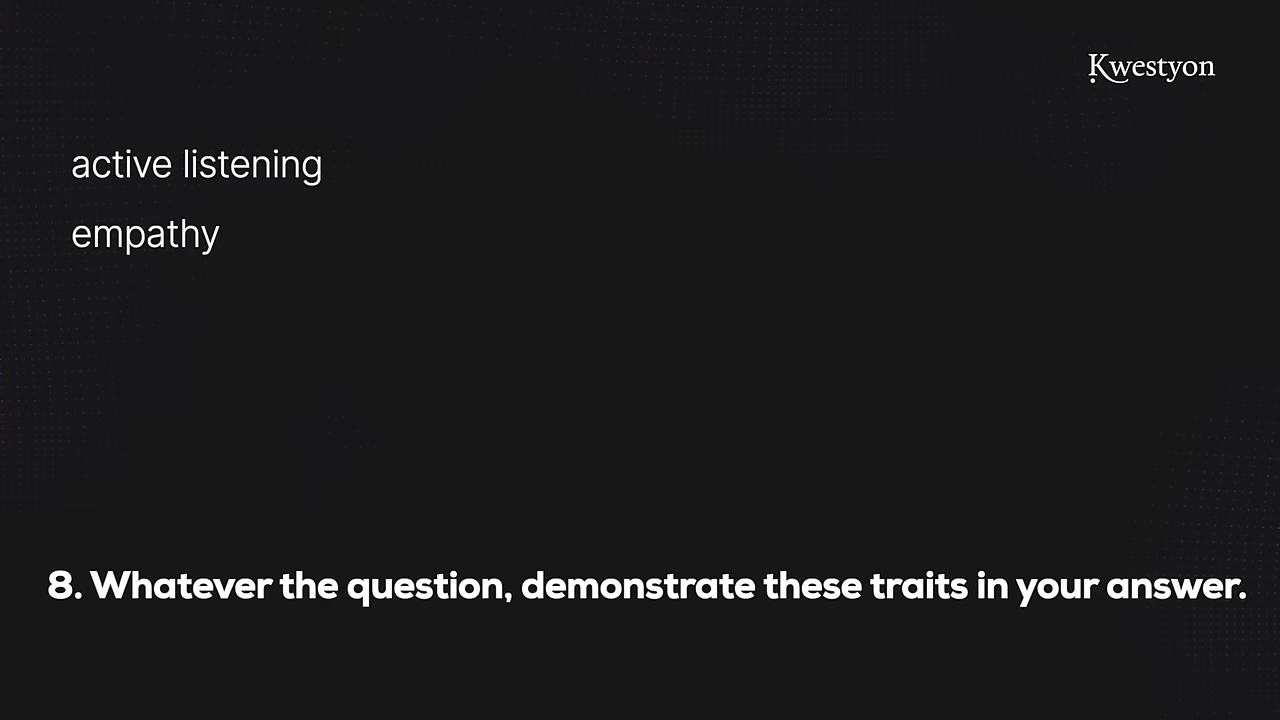 Kwestyon
active listening
empathy
8. Whatever the question, demonstrate these traits in your answer.